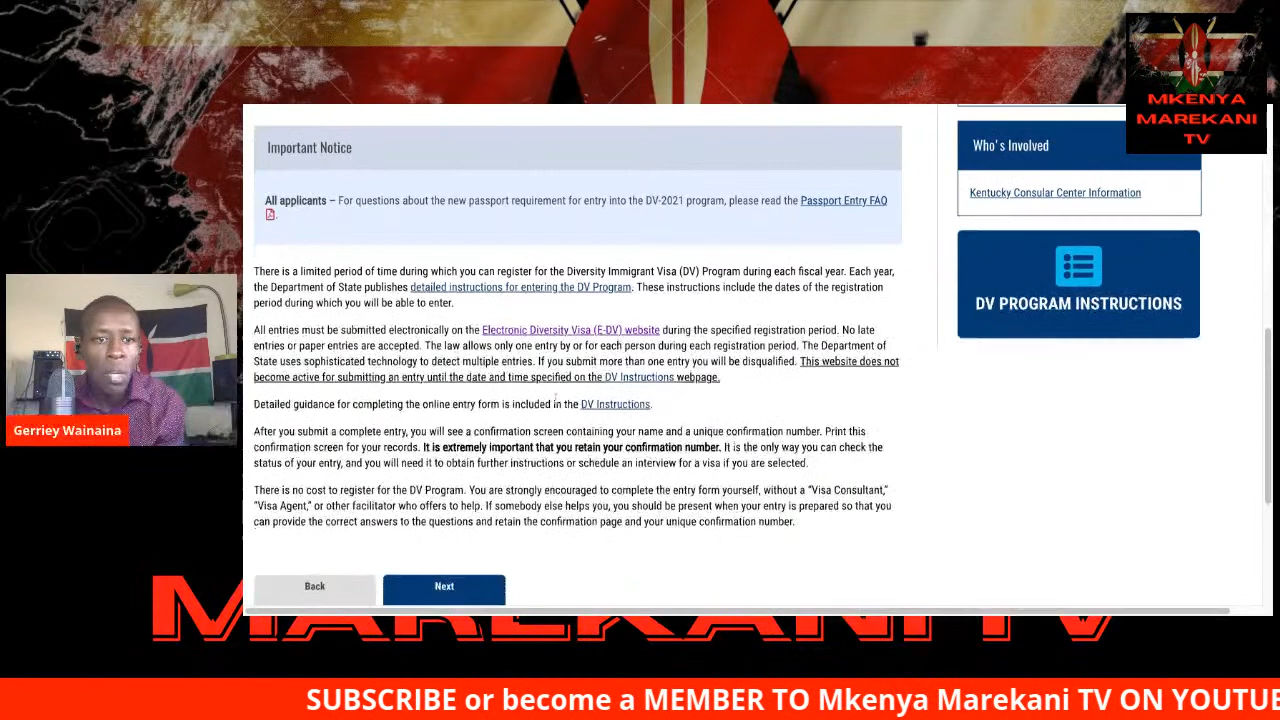 MKENYA
MAREKANI
TV
Important Notice
All applicants – For questions about the new passport requirement for entry into the DV-2021 program, please read the Passport Entry FAQ
.
There is a limited period of time during which you can register for the Diversity Immigrant Visa (DV) Program during each fiscal year. Each year,
the Department of State publishes detailed instructions for entering the DV Program. These instructions include the dates of the registration
period during which you will be able to enter.
All entries must be submitted electronically on the Electronic Diversity Visa (E-DV) website during the specified registration period. No late
entries or paper entries are accepted. The law allows only one entry by or for each person during each registration period. The Department of
State uses sophisticated technology to detect multiple entries. If you submit more than one entry you will be disqualified. This website does not
become active for submitting an entry until the date and time specified on the DV Instructions webpage.
Detailed guidance for completing the online entry form is included in the DV Instructions.
After you submit a complete entry, you will see a confirmation screen containing your name and a unique confirmation number. Print this
confirmation screen for your records. It is extremely important that you retain your confirmation number. It is the only way you can check the
status of your entry, and you will need it to obtain further instructions or schedule an interview for a visa if you are selected.
There is no cost to register for the DV Program. You are strongly encouraged to complete the entry form yourself, without a “Visa Consultant,”
“Visa Agent,” or other facilitator who offers to help. If somebody else helps you, you should be present when your entry is prepared so that you
can provide the correct answers to the questions and retain the confirmation page and your unique confirmation number.
Back
Next
Who's Involved
Kentucky Consular Center Information
DV PROGRAM INSTRUCTIONS
Gerriey Wainaina
MAREKANI TV
SUBSCRIBE or become a MEMBER TO Mkenya Marekani TV ON YOUTUBE